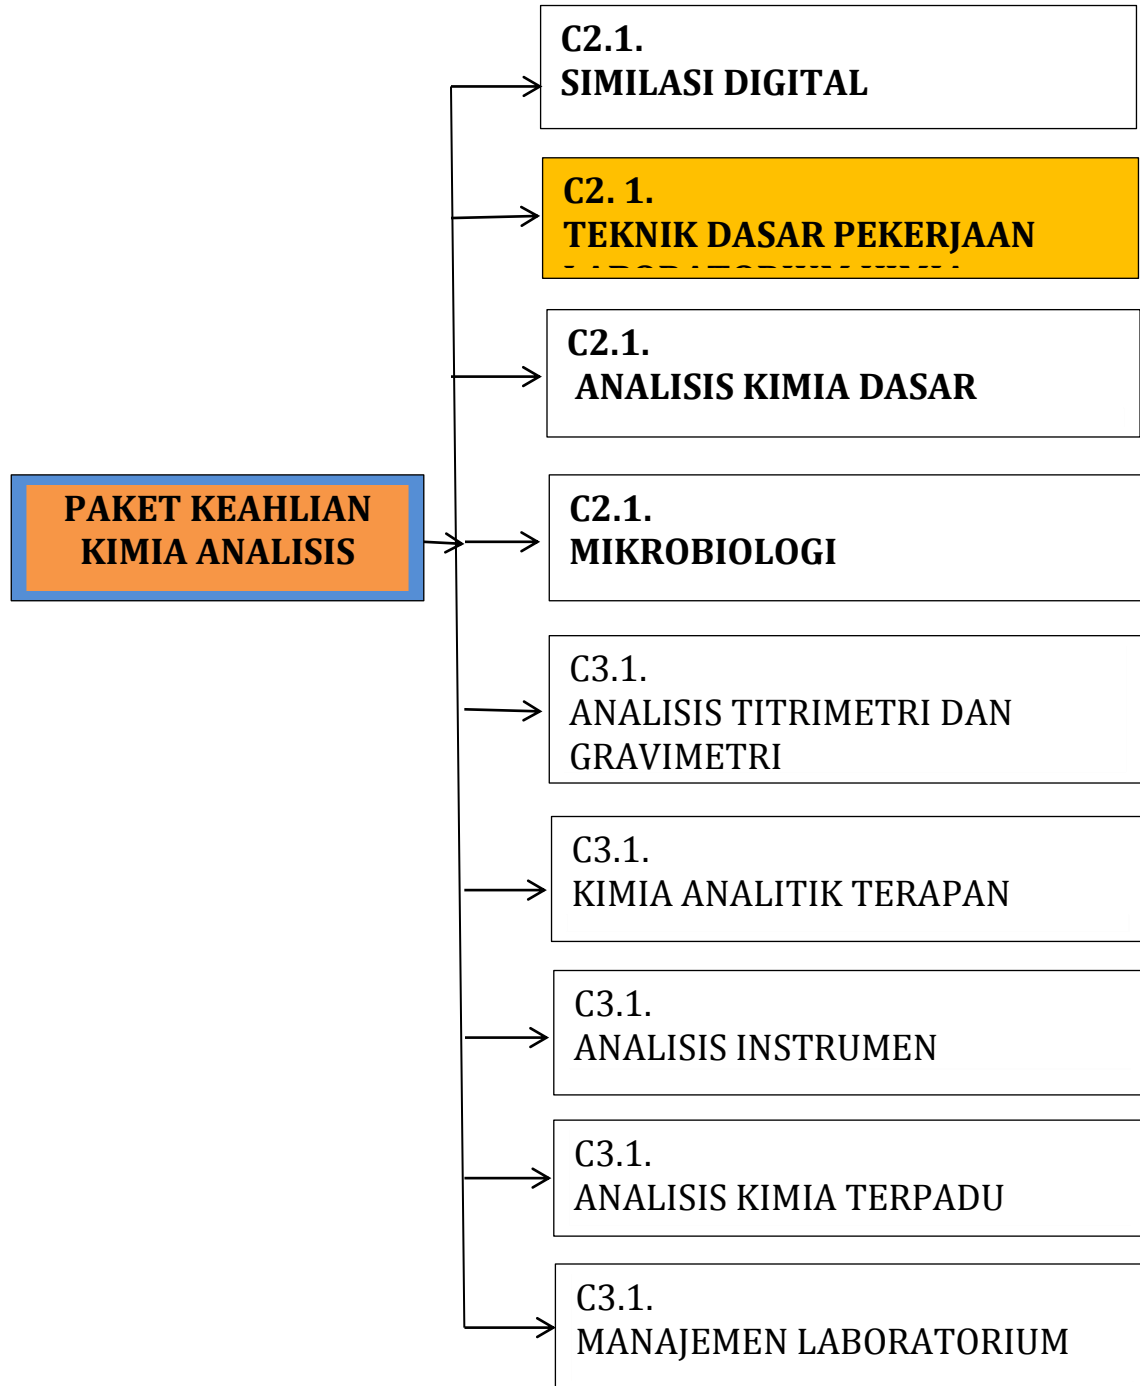 C2.1.
SIMILASI DIGITAL
C2. 1.
TEKNIK DASAR PEKERJAAN
C2.1.
ANALISIS KIMIA DASAR
PAKET KEAHLIAN
KIMIA ANALISIS
C2.1.
MIKROBIOLOGI
C3.1.
ANALISIS TITRIMETRI DAN
GRAVIMETRI
C3.1.
KIMIA ANALITIK TERAPAN
C3.1.
ANALISIS INSTRUMEN
C3.1.
ANALISIS KIMIA TERPADU
C3.1.
MANAJEMEN LABORATORIUM